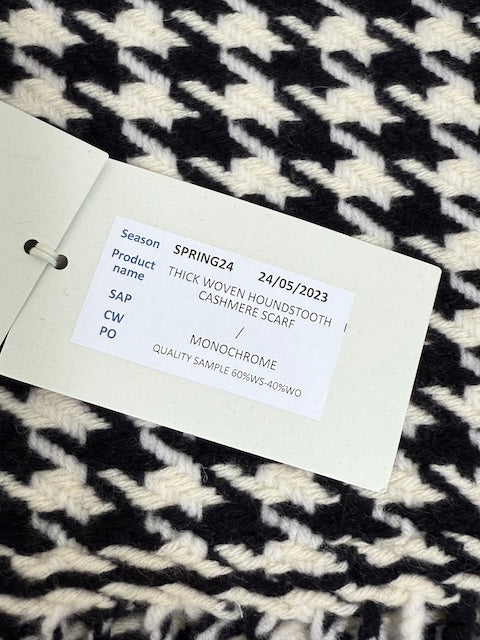 Season SPRING24 24/05/2023
Product name THICK WOVEN HOUNDSTOOTH
CASHMERE SCARF
SAP /
CW MONOCHROME
PO QUALITY SAMPLE 60%WS-40%WO